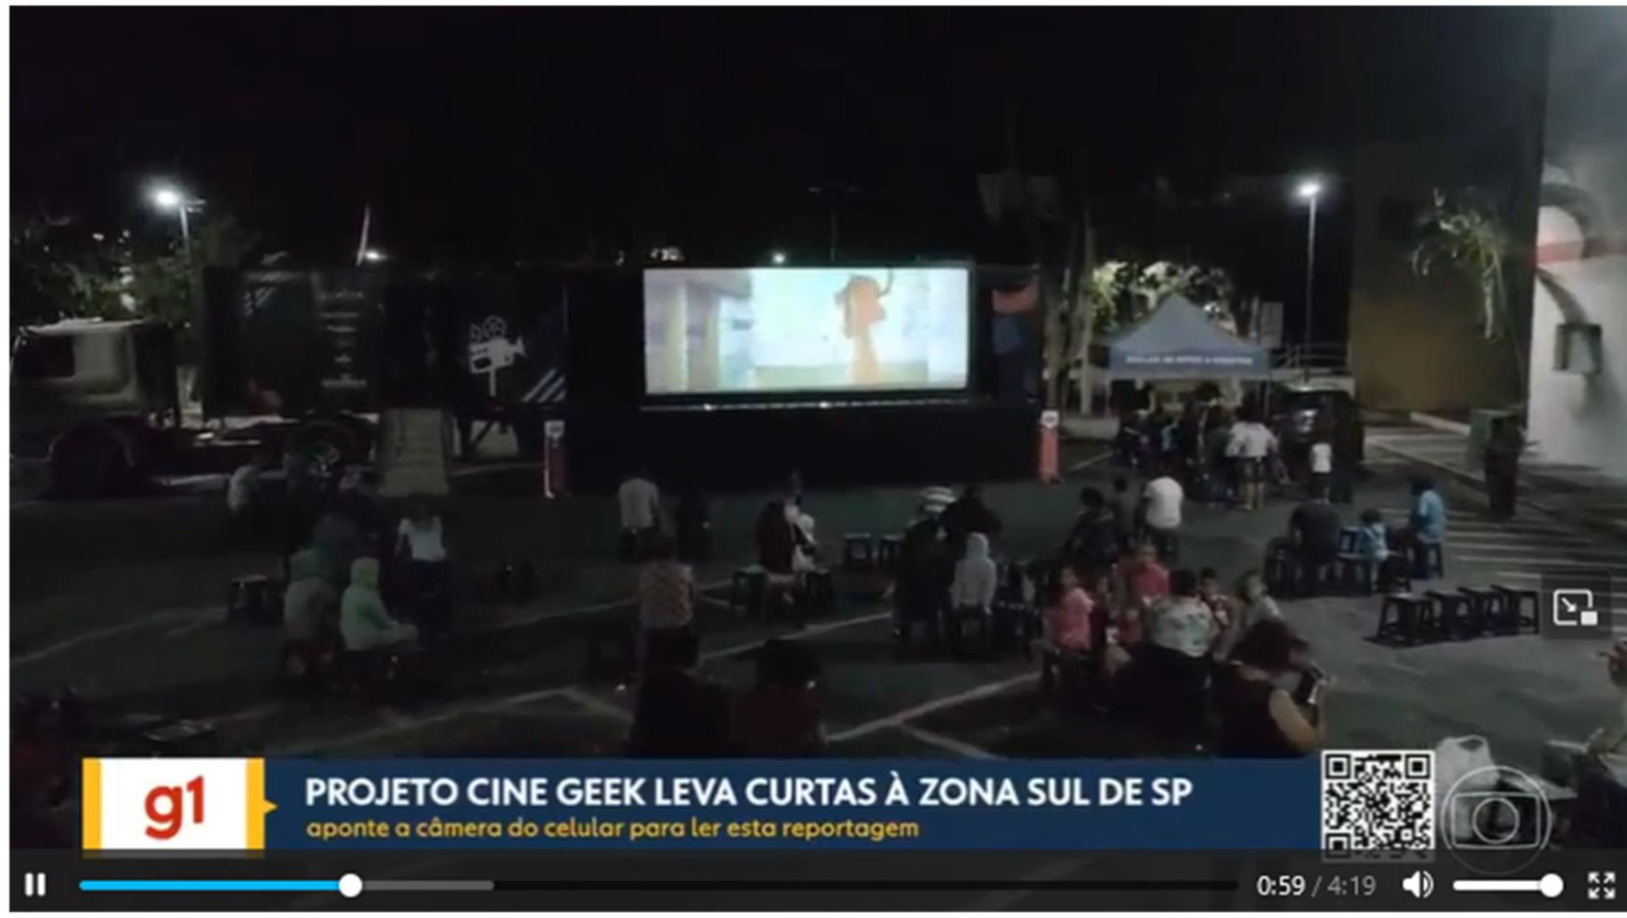 g1
PROJETO CINE GEEK LEVA CURTAS À ZONA SUL DE SP
aponte a câmera do celular para ler esta reportagem
0:59 / 4:19